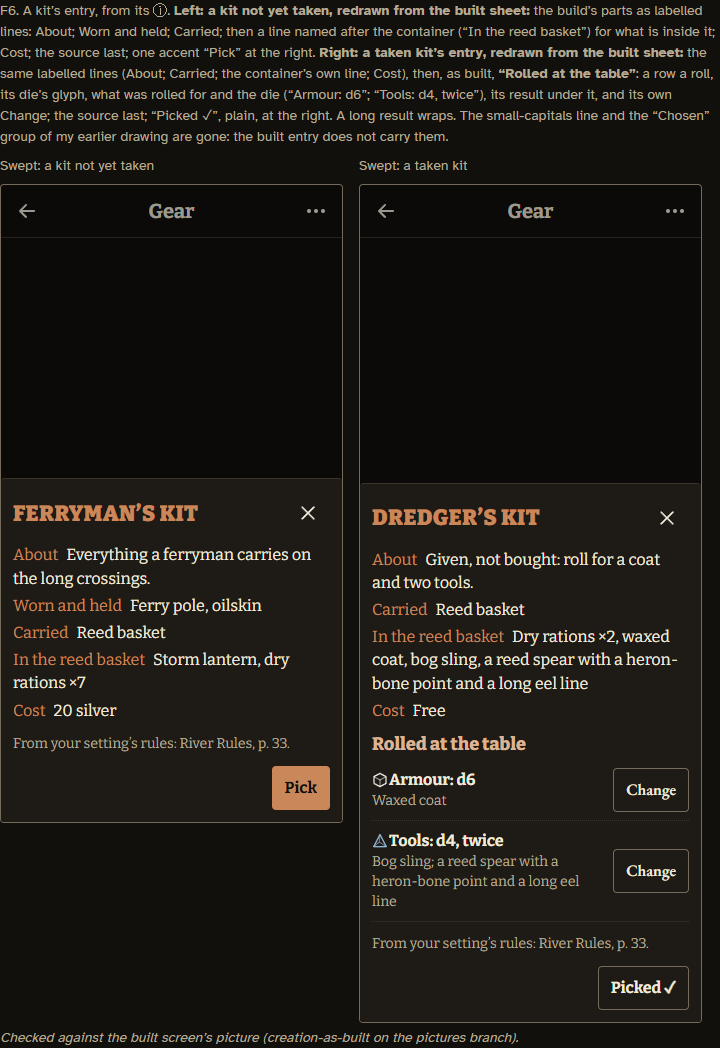 F6. A kit's entry, from its ⓘ. Left: a kit not yet taken, redrawn from the built sheet: the build's parts as labelled
lines: About; Worn and held; Carried; then a line named after the container (“In the reed basket”) for what is inside it;
Cost; the source last; one accent “Pick” at the right. Right: a taken kit's entry, redrawn from the built sheet: the
same labelled lines (About; Carried; the container's own line; Cost), then, as built, “Rolled at the table”: a row a roll,
its die's glyph, what was rolled for and the die (“Armour: d6”; “Tools: d4, twice”), its result under it, and its own
Change; the source last; “Picked ✓”, plain, at the right. A long result wraps. The small-capitals line and the “Chosen”
group of my earlier drawing are gone: the built entry does not carry them.
Swept: a kit not yet taken
Gear
FERRYMAN’S KIT
About Everything a ferryman carries on
the long crossings.
Worn and held Ferry pole, oilskin
Carried Reed basket
In the reed basket Storm lantern, dry
rations ×7
Cost 20 silver
From your setting’s rules: River Rules, p. 33.
Pick
Swept: a taken kit
Gear
DREDGER’S KIT
About Given, not bought: roll for a coat
and two tools.
Carried Reed basket
In the reed basket Dry rations ×2, waxed
coat, bog sling, a reed spear with a heron-
bone point and a long eel line
Cost Free
Rolled at the table
Armour: d6
Waxed coat
Change
Tools: d4, twice
Bog sling; a reed spear with a
heron-bone point and a long eel
line
Change
From your setting’s rules: River Rules, p. 33.
Picked ✓
Checked against the built screen’s picture (creation-as-built on the pictures branch).